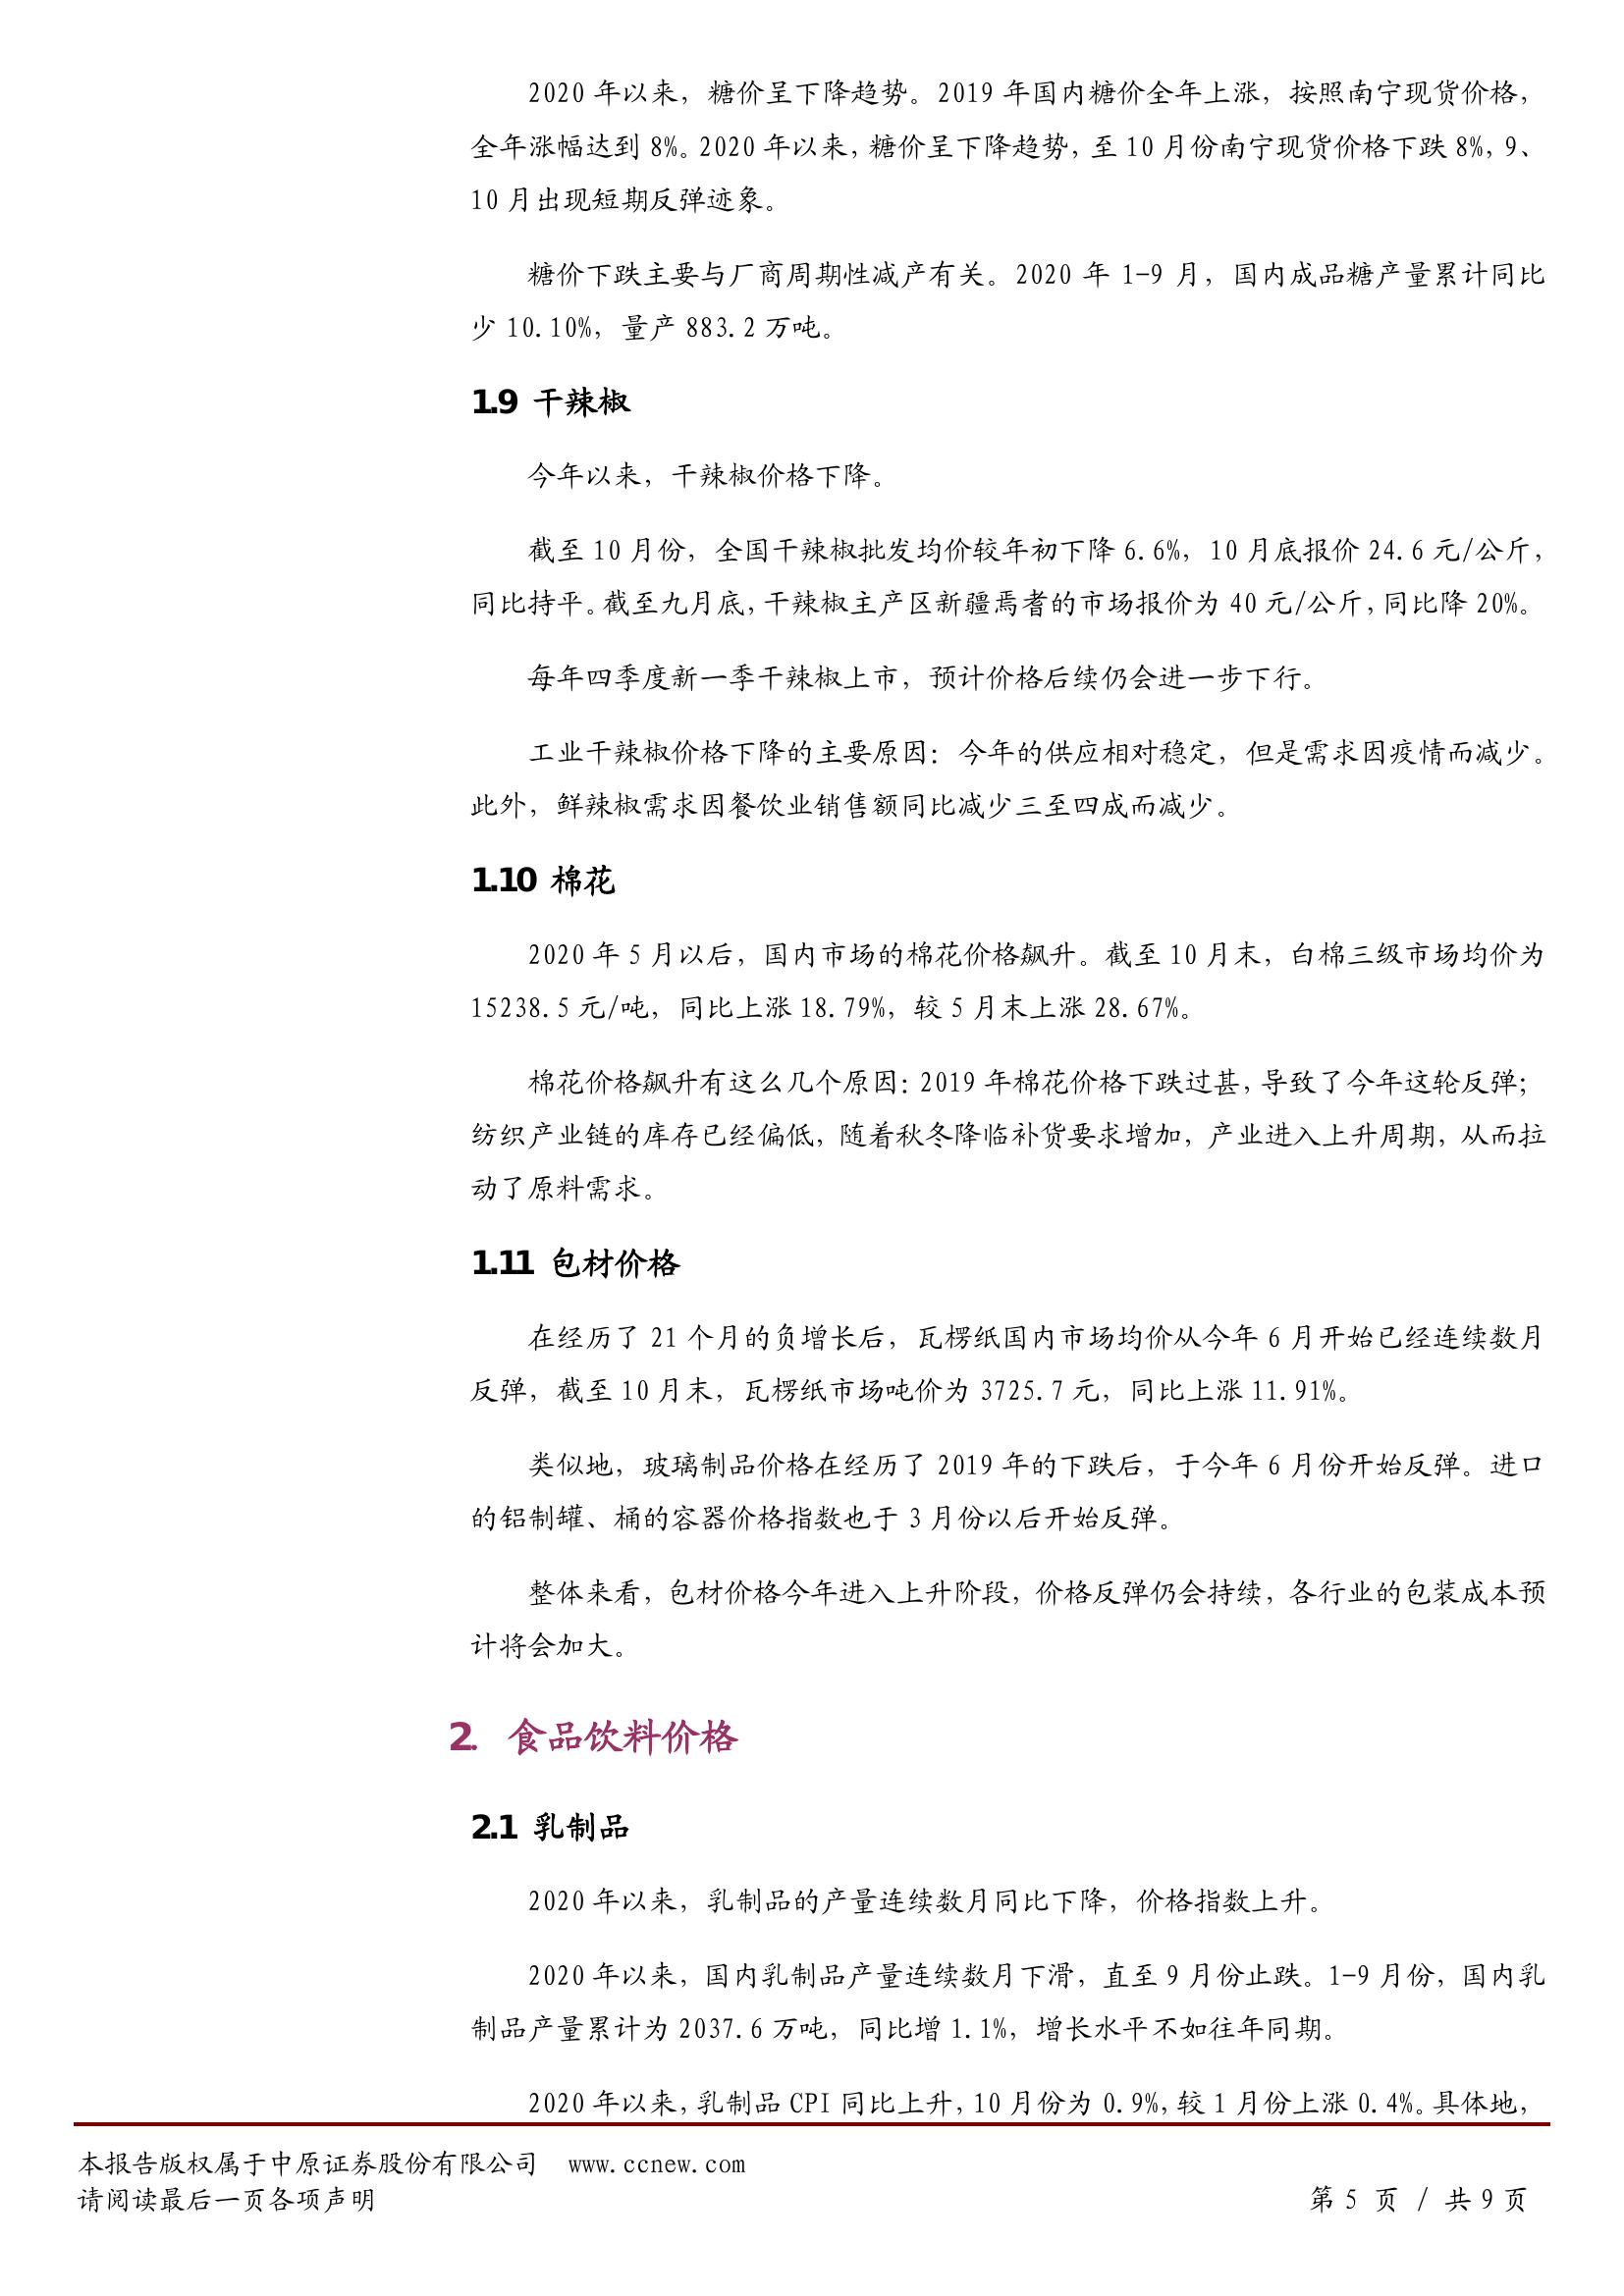 2020 年以来，糖价呈下降趋势。2019 年国内糖价全年上涨，按照南宁现货价格，
全年涨幅达到 8%。2020 年以来，糖价呈下降趋势，至 10 月份南宁现货价格下跌 8%，9、
10 月出现短期反弹迹象。
糖价下跌主要与厂商周期性减产有关。2020 年 1-9 月，国内成品糖产量累计同比
少 10.10%，量产 883.2 万吨。
1.9 干辣椒
今年以来，干辣椒价格下降。
截至 10 月份，全国干辣椒批发均价较年初下降 6.6%，10 月底报价 24.6 元/公斤，
同比持平。截至九月底，干辣椒主产区新疆焉耆的市场报价为 40 元/公斤，同比降 20%。
每年四季度新一季干辣椒上市，预计价格后续仍会进一步下行。
工业干辣椒价格下降的主要原因：今年的供应相对稳定，但是需求因疫情而减少。
此外，鲜辣椒需求因餐饮业销售额同比减少三至四成而减少。
1.10 棉花
2020 年 5 月以后，国内市场的棉花价格飙升。截至 10 月末，白棉三级市场均价为
15238.5 元/吨，同比上涨 18.79%，较 5 月末上涨 28.67%。
棉花价格飙升有这么几个原因：2019 年棉花价格下跌过甚，导致了今年这轮反弹；
纺织产业链的库存已经偏低，随着秋冬降临补货要求增加，产业进入上升周期，从而拉
动了原料需求。
1.11 包材价格
在经历了 21 个月的负增长后，瓦楞纸国内市场均价从今年 6 月开始已经连续数月
反弹，截至 10 月末，瓦楞纸市场吨价为 3725.7 元，同比上涨 11.91%。
类似地，玻璃制品价格在经历了 2019 年的下跌后，于今年 6 月份开始反弹。进口
的铝制罐、桶的容器价格指数也于 3 月份以后开始反弹。
整体来看，包材价格今年进入上升阶段，价格反弹仍会持续，各行业的包装成本预
计将会加大。
2. 食品饮料价格
2.1 乳制品
2020 年以来，乳制品的产量连续数月同比下降，价格指数上升。
2020 年以来，国内乳制品产量连续数月下滑，直至 9 月份止跌。1-9 月份，国内乳
制品产量累计为 2037.6 万吨，同比增 1.1%，增长水平不如往年同期。
2020 年以来，乳制品 CPI 同比上升，10 月份为 0.9%，较 1 月份上涨 0.4%。具体地，
本报告版权属于中原证券股份有限公司 www.ccnew.com
请阅读最后一页各项声明
第 5 页 / 共 9 页